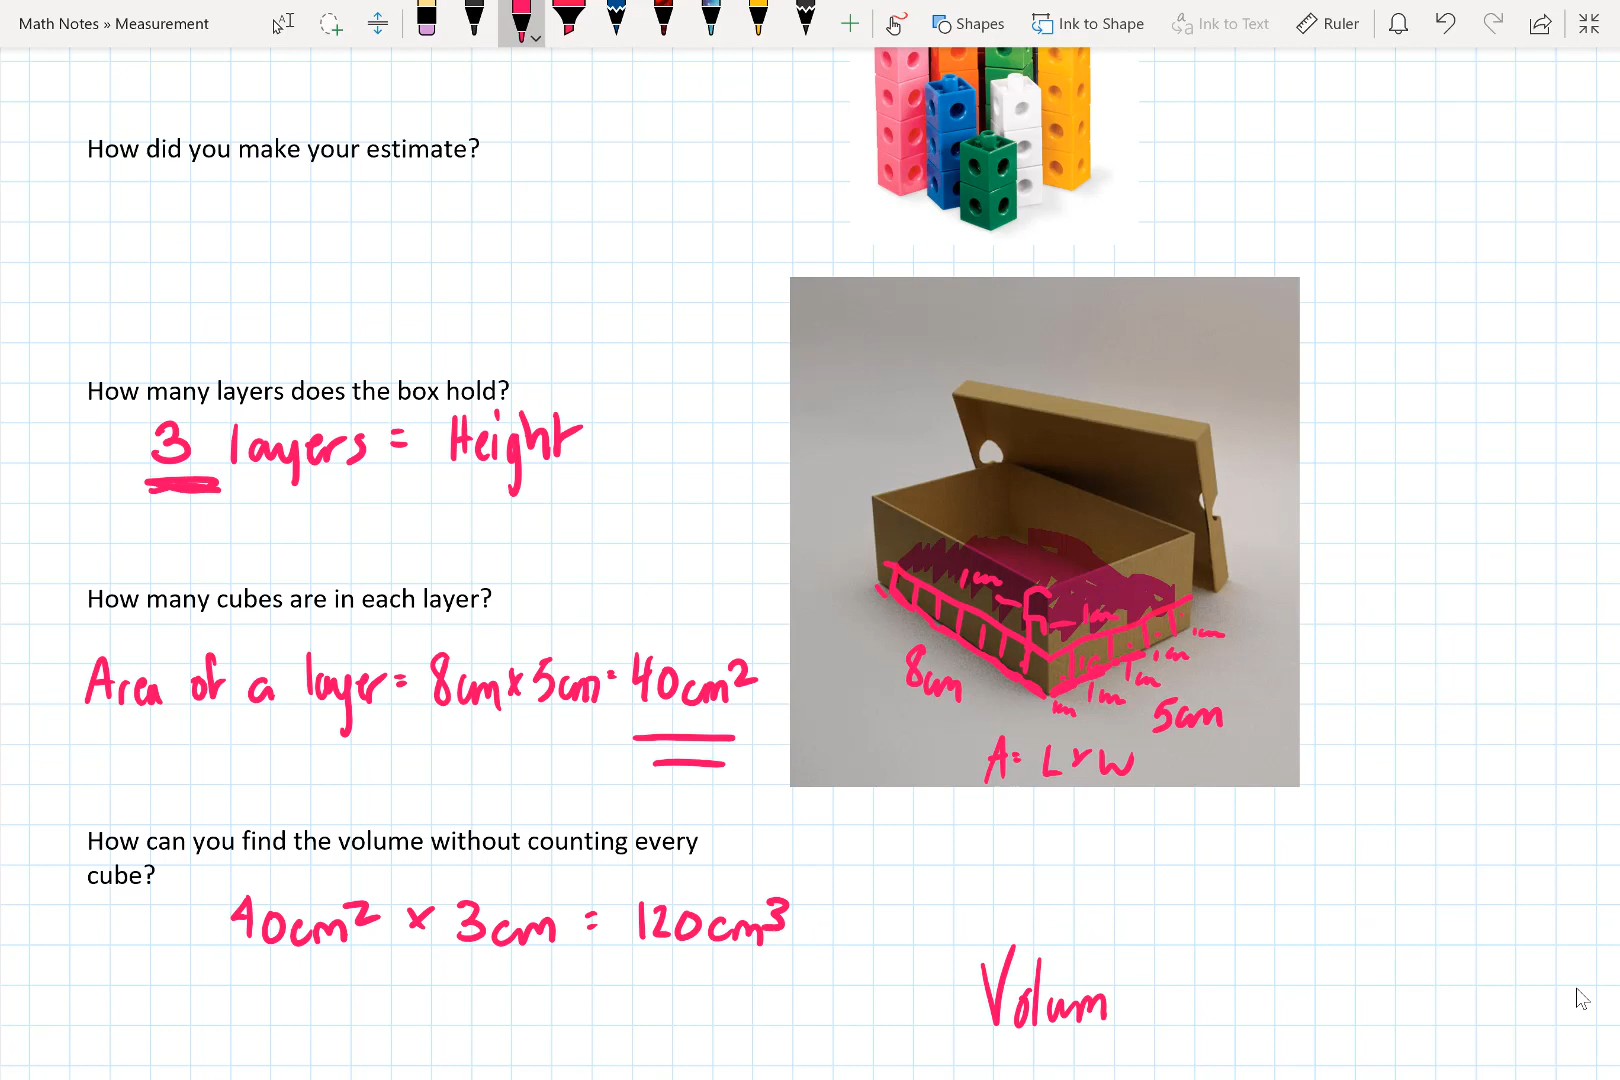 Math Notes » Measurement
Shapes
Ink to Shape
Ink to Text
Ruler
How did you make your estimate?
How many layers does the box hold?
3 layers = Height
How many cubes are in each layer?
Area of a layer = 8cm x 5cm = 40cm²
1cm
1cm
1cm
1cm
1cm
1cm
1cm
cm
8cm
5cm
A = L x W
How can you find the volume without counting every
cube?
40cm² x 3cm = 120cm³
Volum